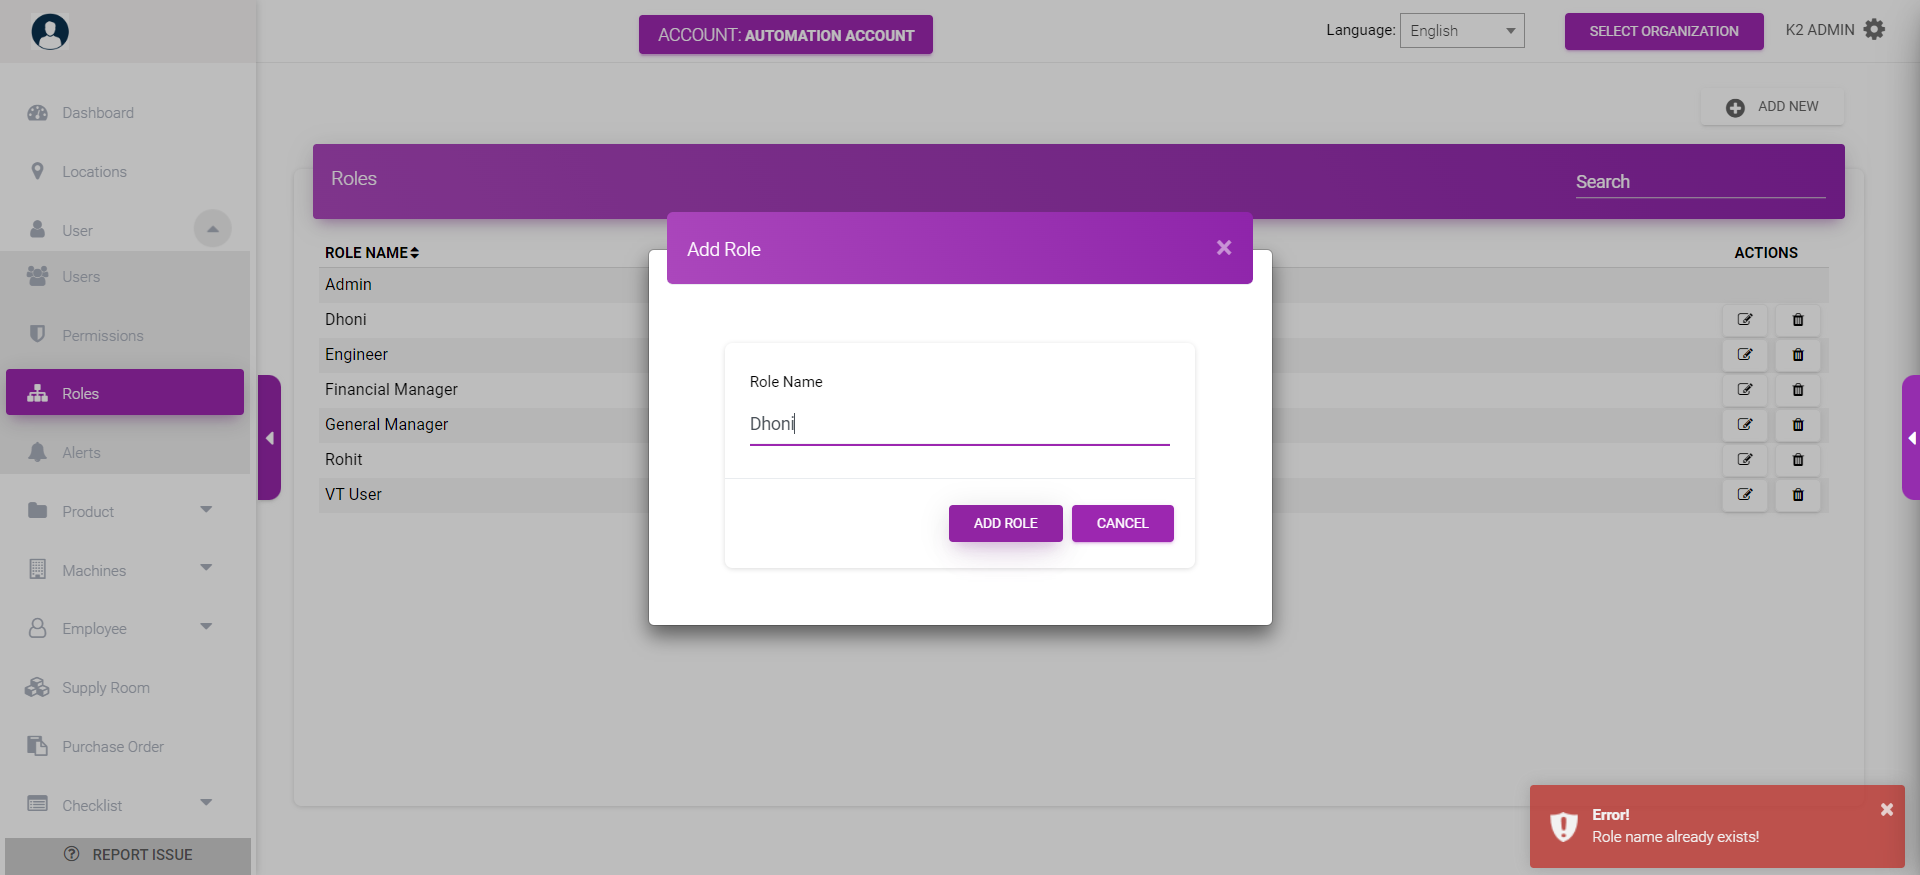 ACCOUNT: AUTOMATION ACCOUNT
Language: English
SELECT ORGANIZATION
K2 ADMIN
Dashboard
Locations
User
Users
Permissions
Roles
Alerts
Product
Machines
Employee
Supply Room
Purchase Order
Checklist
REPORT ISSUE
ADD NEW
Roles
Search
ROLE NAME
ACTIONS
Admin
Dhoni
Engineer
Financial Manager
General Manager
Rohit
VT User
Add Role
Role Name
Dhoni
ADD ROLE
CANCEL
Error!
Role name already exists!